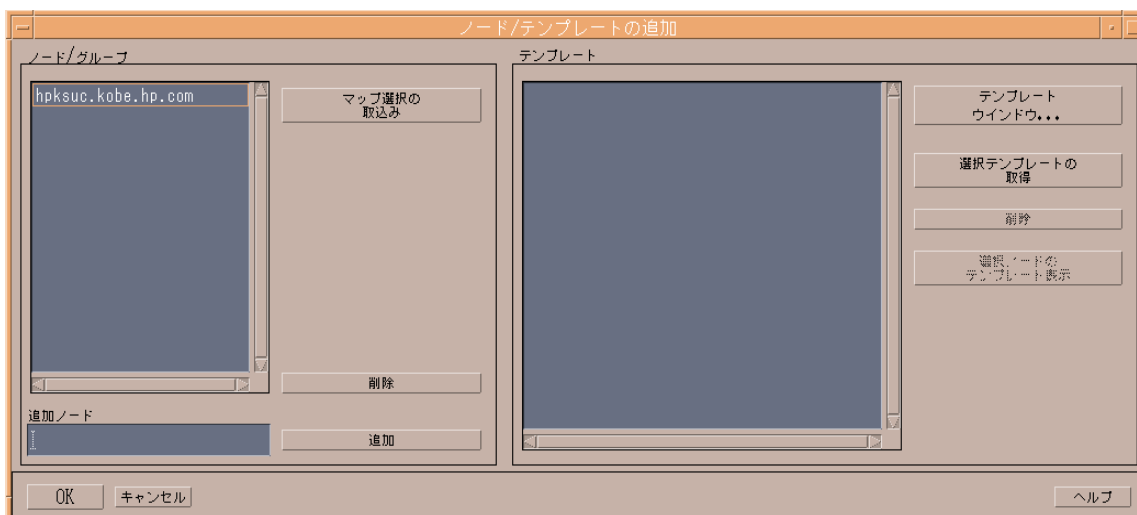 ノード/テンプレートの追加
ノード/グループ
hpksuc.kobe.hp.com
マップ選択の
取込み
削除
追加ノード
追加
テンプレート
テンプレート
ウインドウ...
選択テンプレートの
取得
削除
選択ノードの
テンプレート表示
OK
キャンセル
ヘルプ